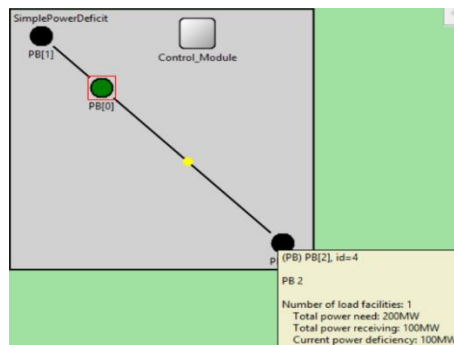 SimplePowerDeficit
PB[1]
Control_Module
PB[0]
(PB) PB[2], id=4
PB 2
Number of load facilities: 1
Total power need: 200MW
Total power receiving: 100MW
Current power deficiency: 100MW